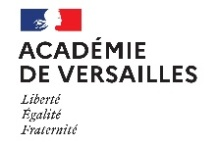 ACADÉMIE
DE VERSAILLES
Liberté
Égalité
Fraternité